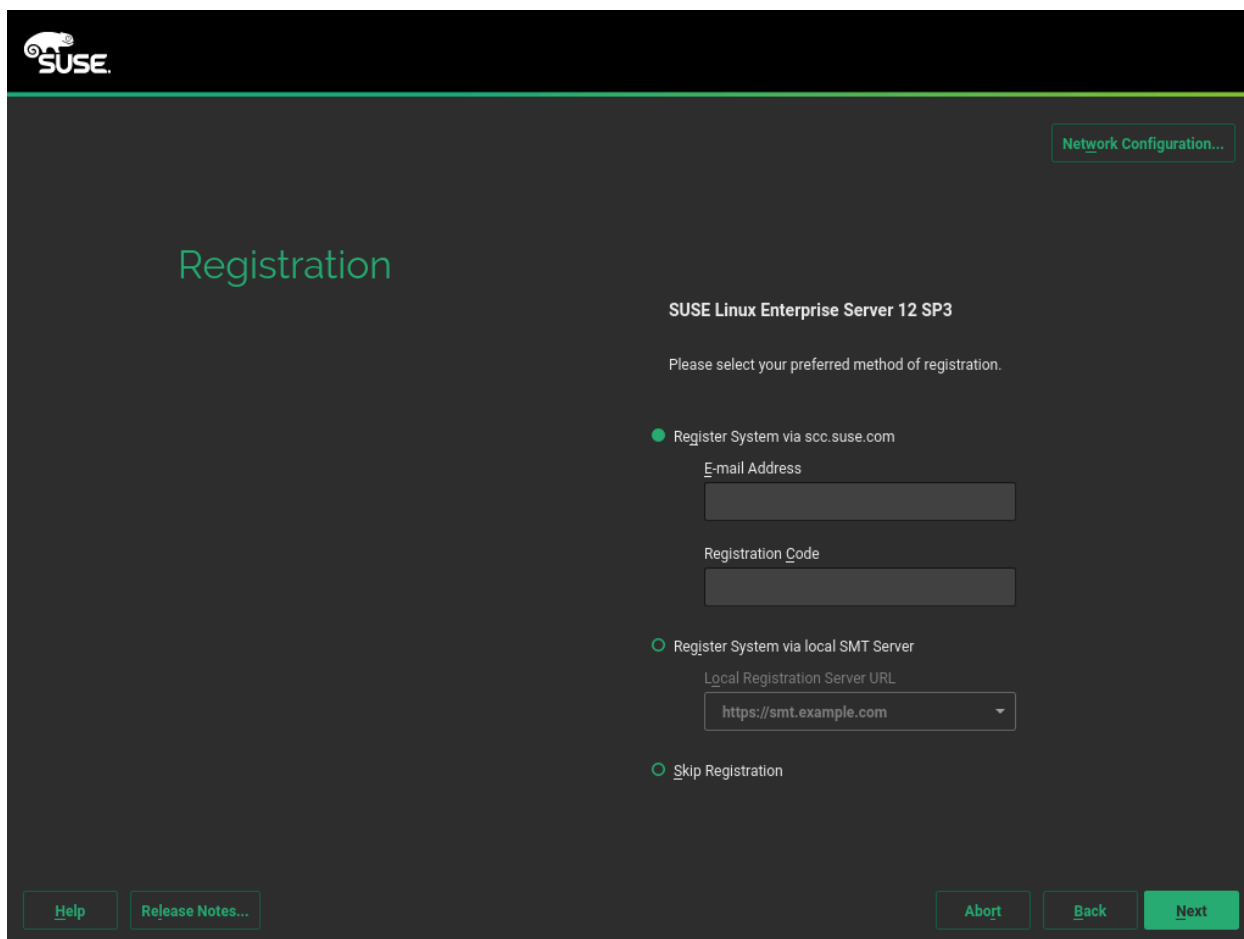 SUSE.
Network Configuration...
Registration
SUSE Linux Enterprise Server 12 SP3
Please select your preferred method of registration.
Register System via scc.suse.com
E-mail Address
Registration Code
Register System via local SMT Server
Local Registration Server URL
https://smt.example.com
Skip Registration
Help
Release Notes...
Abort
Back
Next